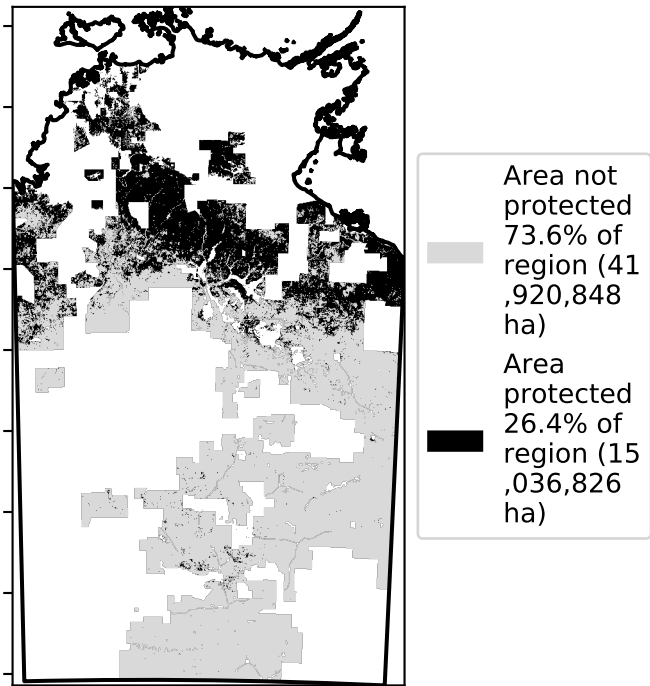 Area not
protected
73.6% of
region (41
,920,848
ha)
Area
protected
26.4% of
region (15
,036,826
ha)